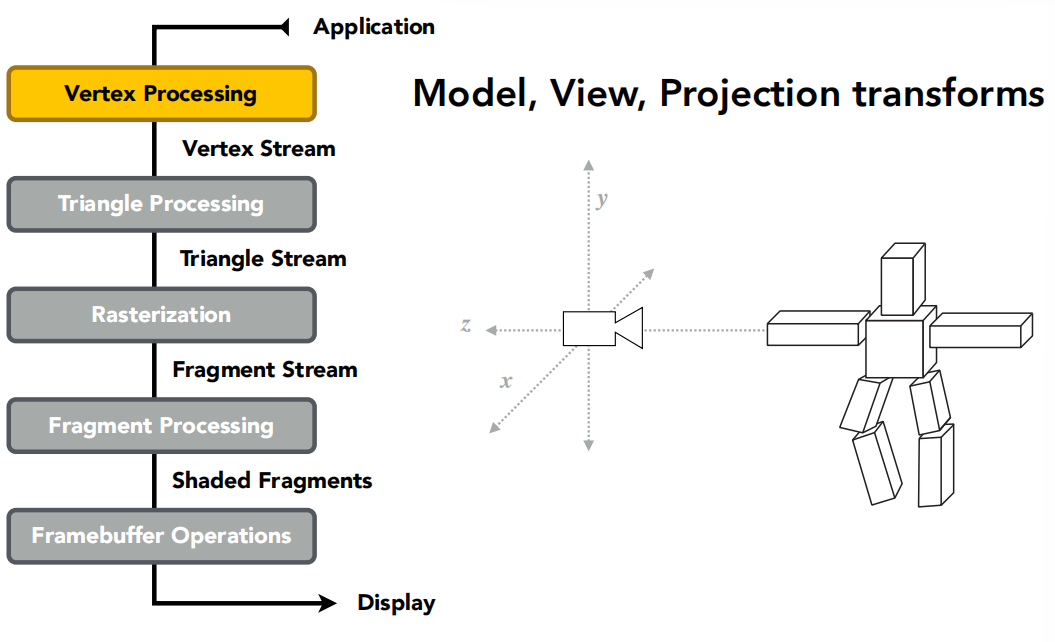 Application
Vertex Processing
Model, View, Projection transforms
Vertex Stream
Triangle Processing
y
Triangle Stream
Rasterization
z
Fragment Stream
x
Fragment Processing
Shaded Fragments
Framebuffer Operations
Display